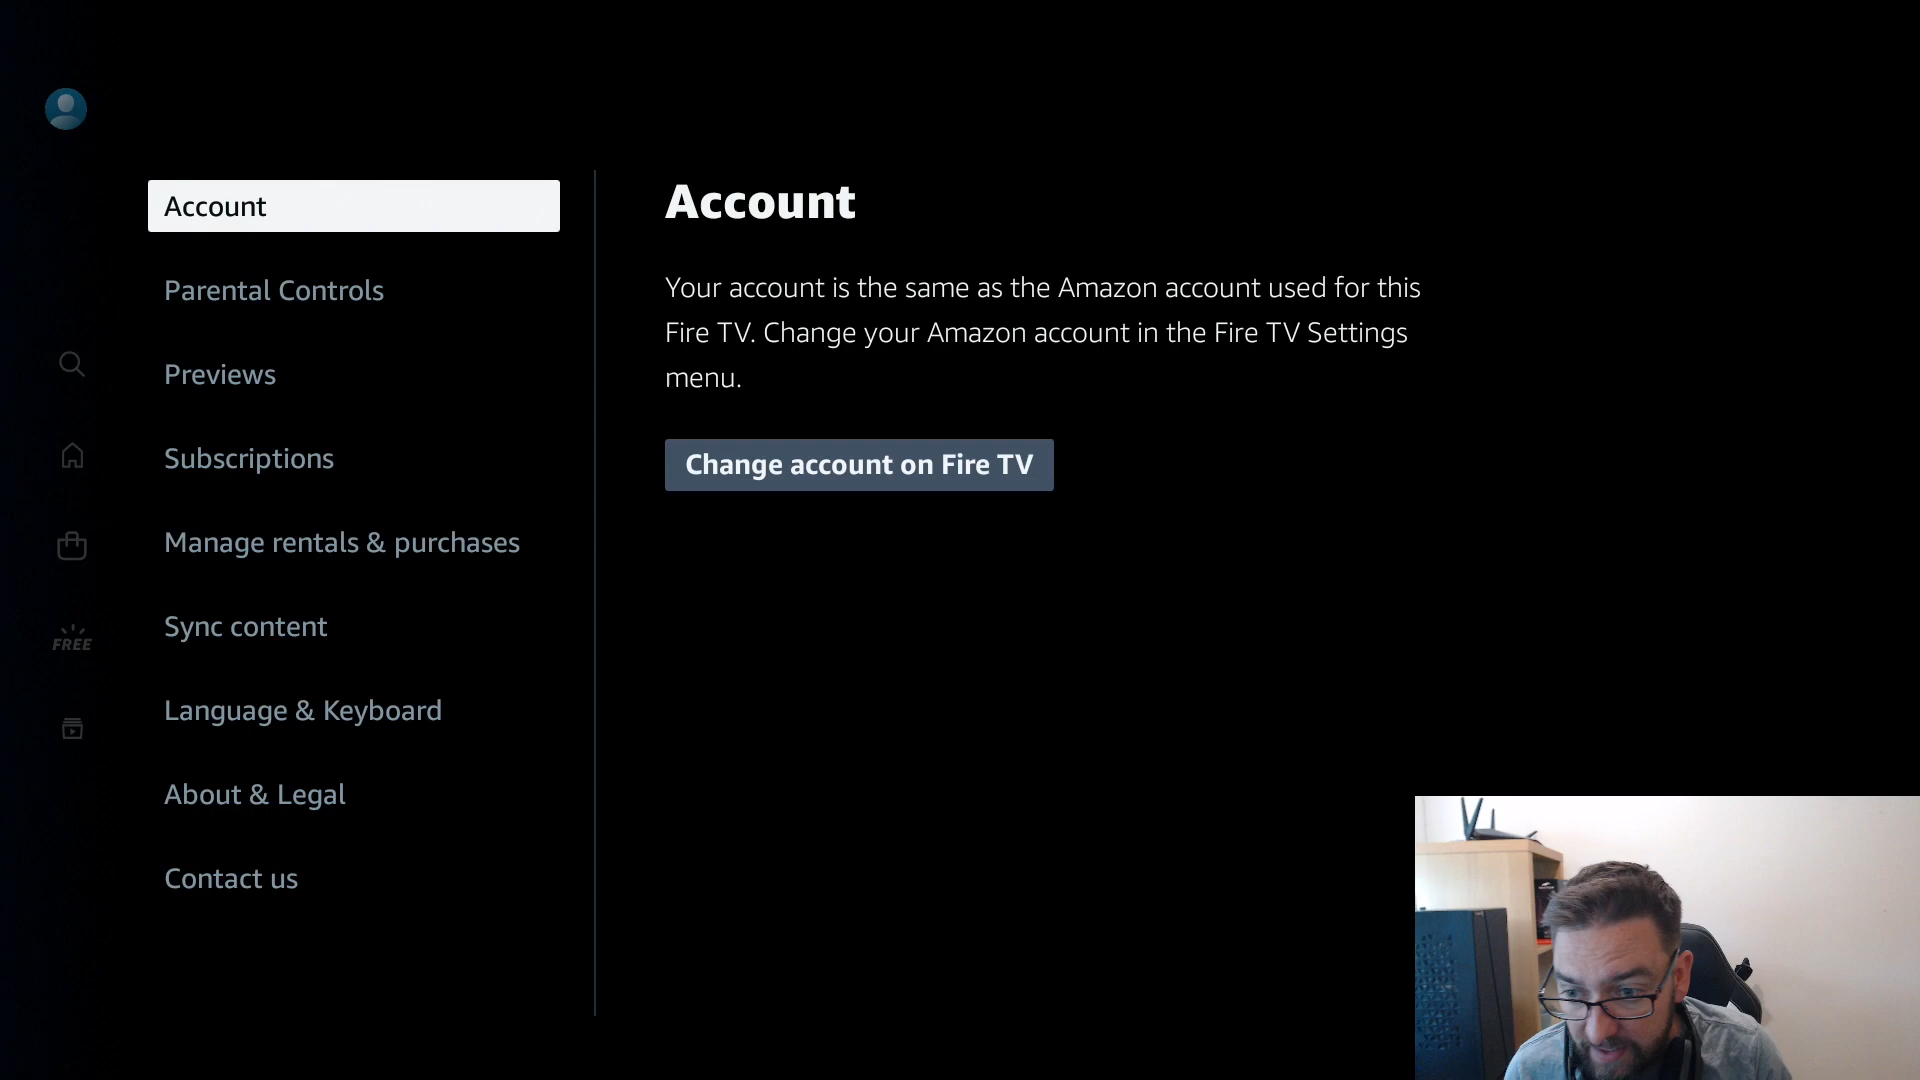 Account
Parental Controls
Previews
Subscriptions
Manage rentals & purchases
Sync content
Language & Keyboard
About & Legal
Contact us
FREE
Account
Your account is the same as the Amazon account used for this
Fire TV. Change your Amazon account in the Fire TV Settings
menu.
Change account on Fire TV